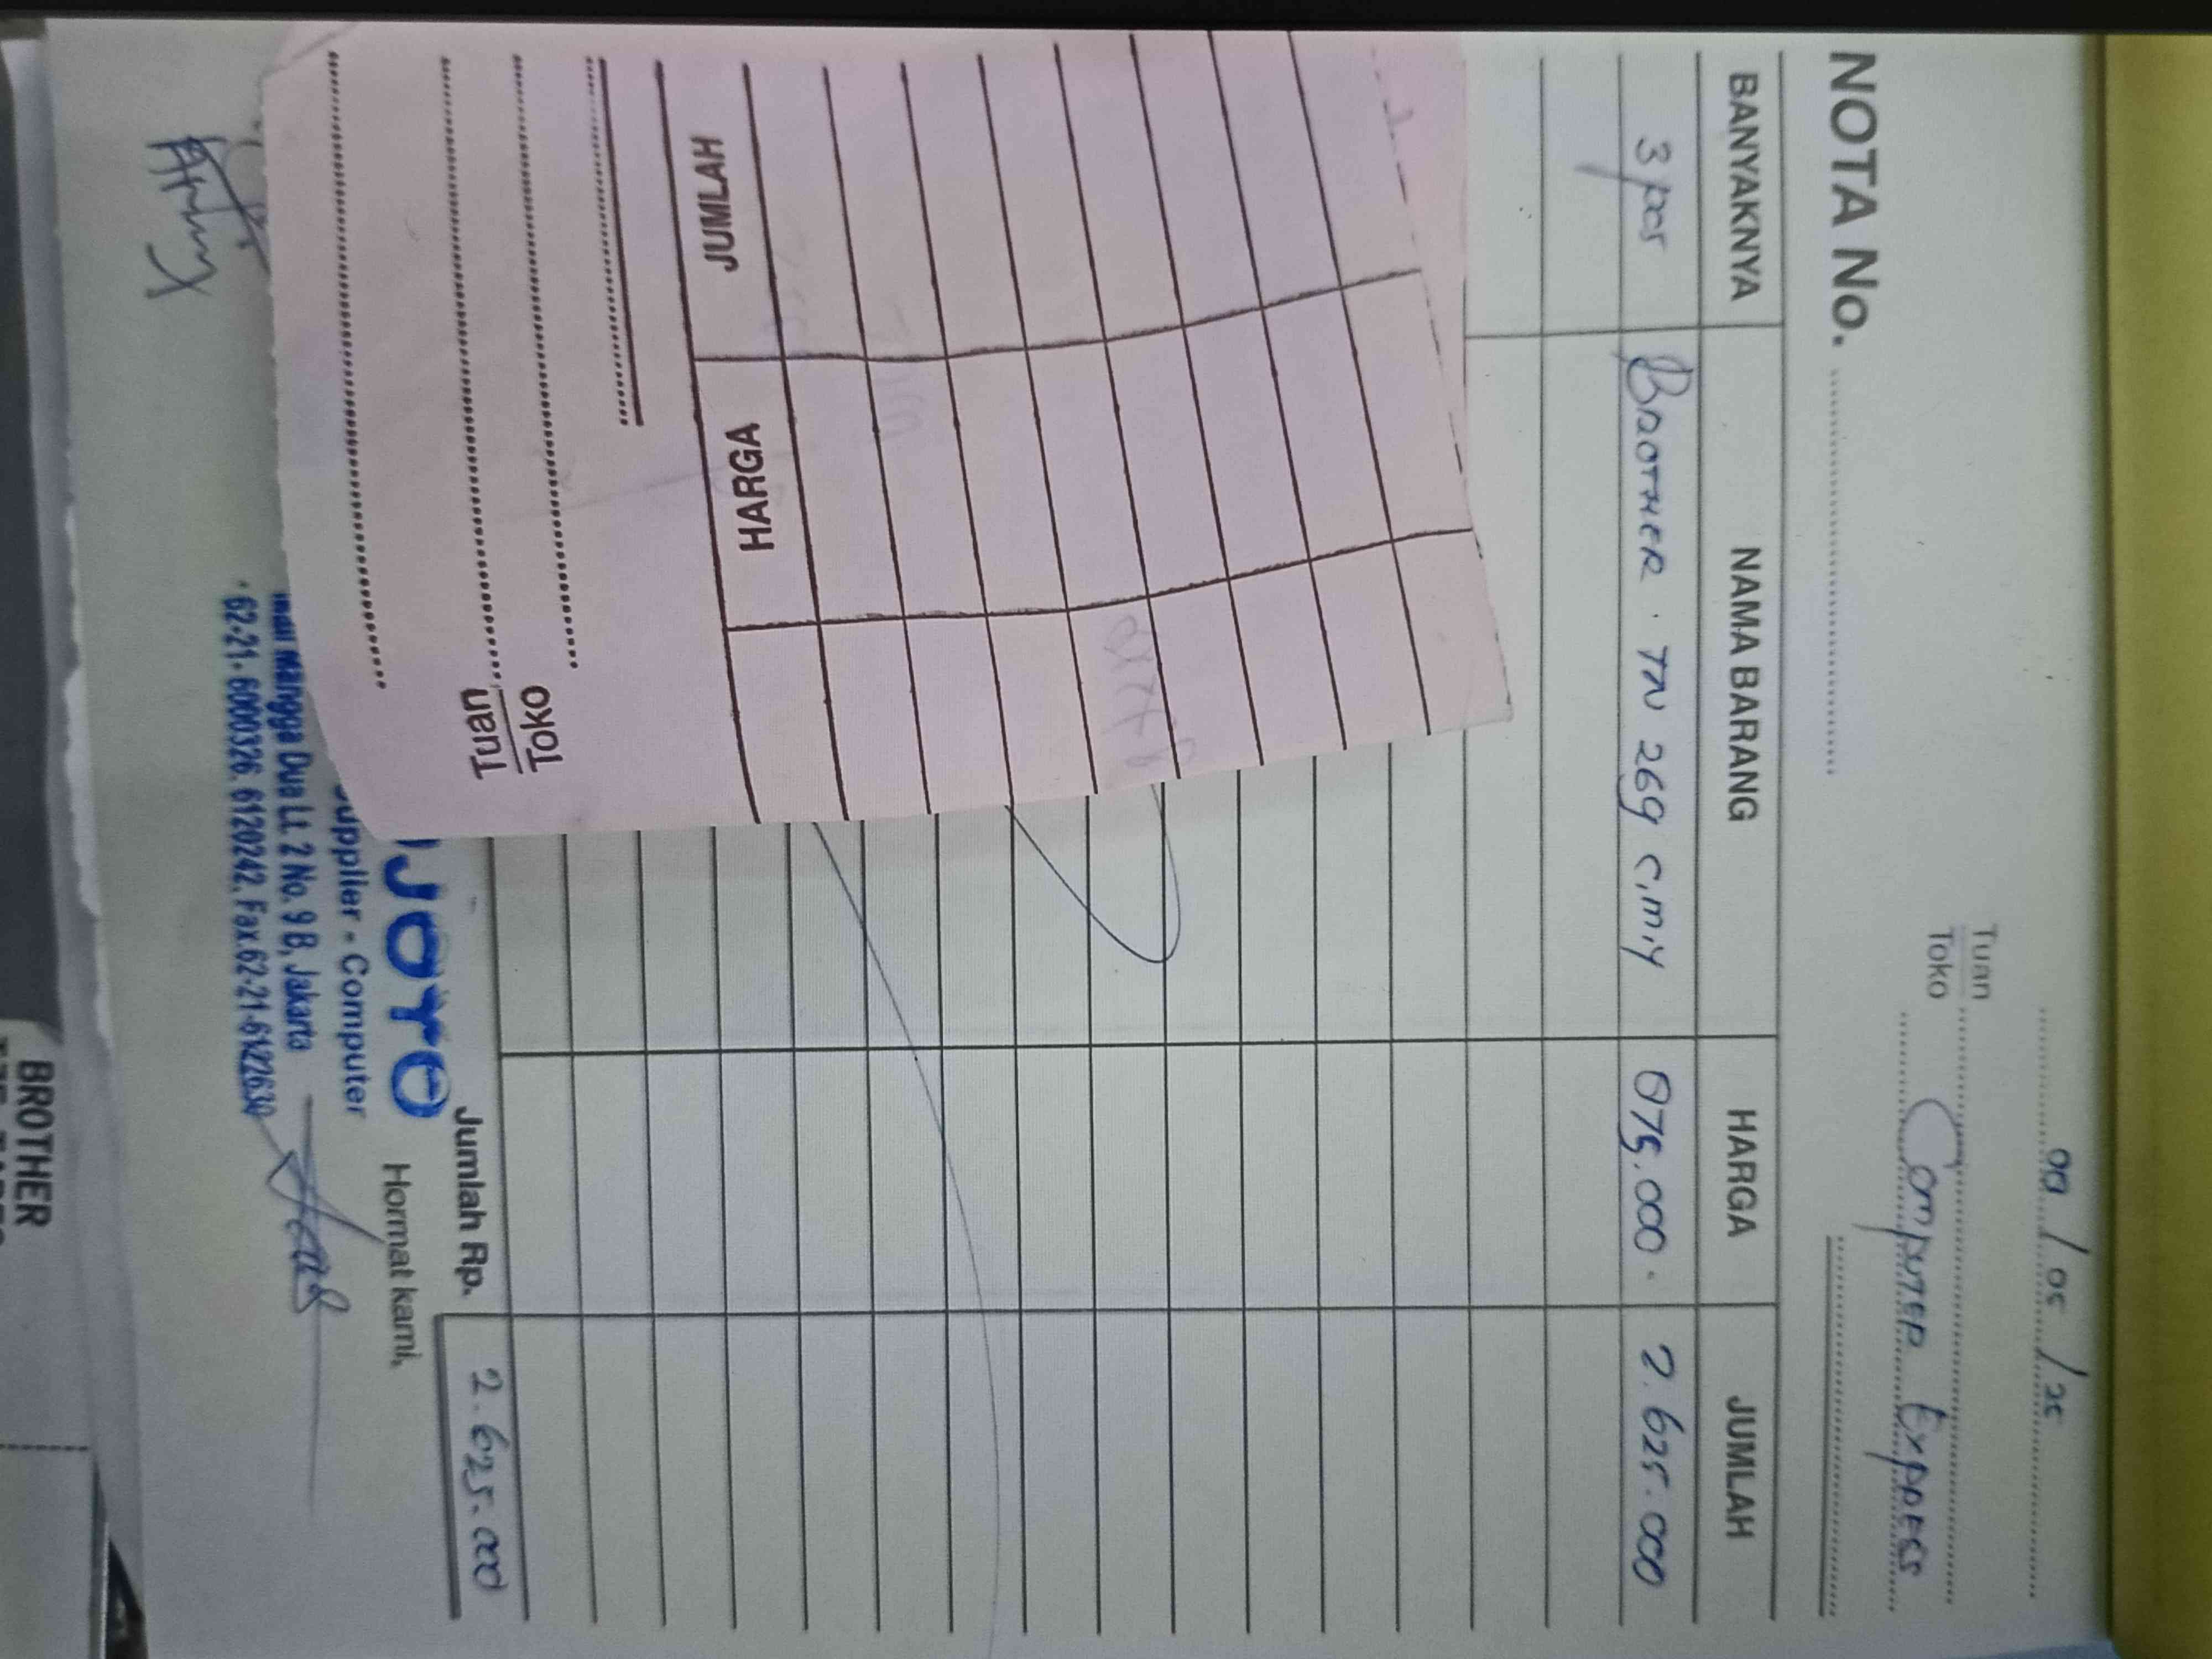 09 / 05 / 25
Tuan
Toko
Computer Express
NOTA No.
BANYAKNYA NAMA BARANG HARGA JUMLAH
3 pcs Brother TN 269 C,M,Y 875.000 2.625.000
Jumlah Rp. 2.625.000
Hormat kami,
JOYO
Supplier - Computer
Mangga Dua Lt. 2 No. 9 B, Jakarta
62-21- 6000326. 6120242. Fax.62-21-6122630
Tuan
Toko
HARGA JUMLAH
BROTHER